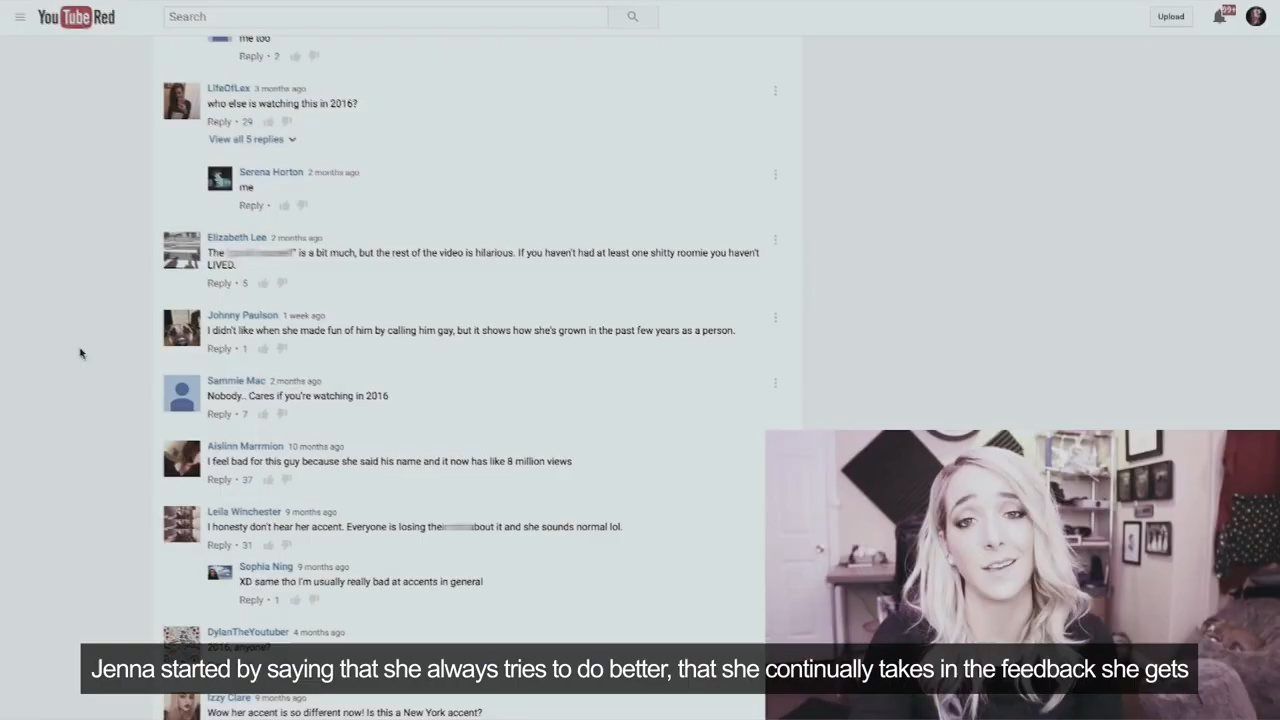 YouTube Red
Search
Upload
99+
me too
Reply • 2
LifeOfLex 3 months ago
who else is watching this in 2016?
Reply • 29
View all 5 replies
Serena Horton 2 months ago
me
Reply •
Elizabeth Lee 2 months ago
The " is a bit much, but the rest of the video is hilarious. If you haven't had at least one shitty roomie you haven't
LIVED.
Reply • 5
Johnny Paulson 1 week ago
I didn't like when she made fun of him by calling him gay, but it shows how she's grown in the past few years as a person.
Reply • 1
Sammie Mac 2 months ago
Nobody.. Cares if you're watching in 2016
Reply • 7
Aislinn Marrmion 10 months ago
I feel bad for this guy because she said his name and it now has like 8 million views
Reply • 37
Leila Winchester 9 months ago
I honesty don't hear her accent. Everyone is losing their about it and she sounds normal lol.
Reply • 31
Sophia Ning 9 months ago
XD same tho I'm usually really bad at accents in general
Reply • 1
DylanTheYoutuber 4 months ago
2016, anyone?
Jenna started by saying that she always tries to do better, that she continually takes in the feedback she gets
Izzy Clare 9 months ago
Wow her accent is so different now! Is this a New York accent?